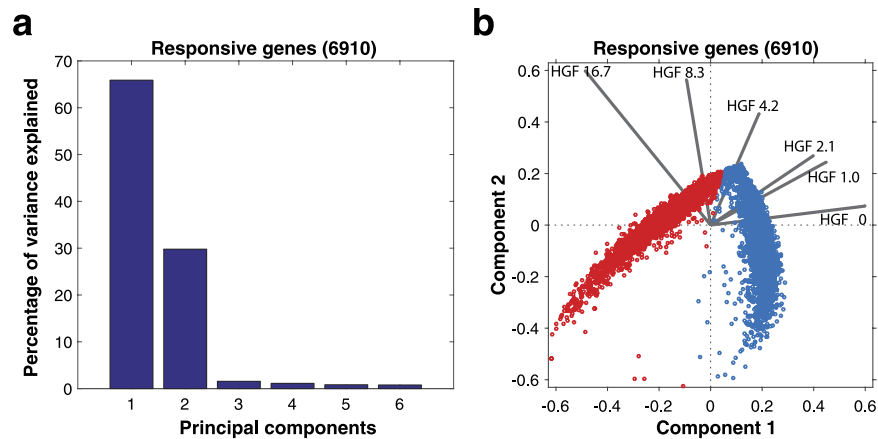 a
Responsive genes (6910)
Percentage of variance explained
70
60
50
40
30
20
10
0
1 2 3 4 5 6
Principal components
b
Responsive genes (6910)
Component 2
0.6
0.4
0.2
0
-0.2
-0.4
-0.6
HGF 16.7
HGF 8.3
HGF 4.2
HGF 2.1
HGF 1.0
HGF 0
-0.6 -0.4 -0.2 0 0.2 0.4 0.6
Component 1